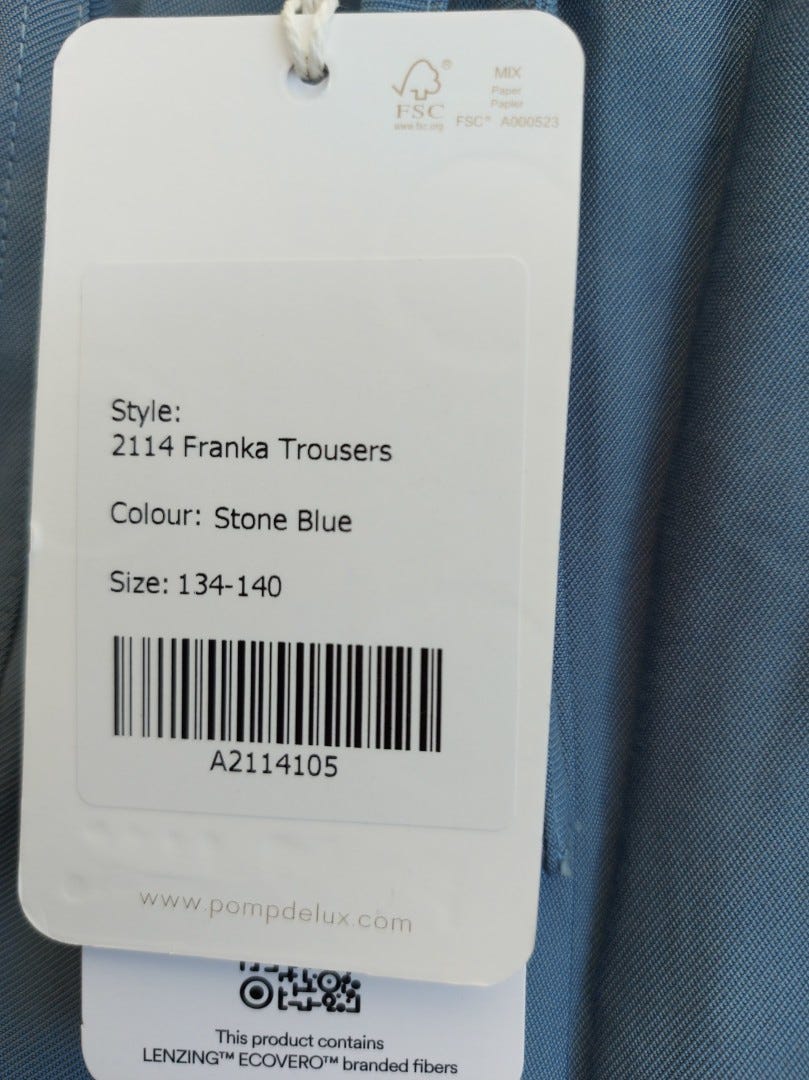 FSC®
www.fsc.org
MIX
Paper
Papier
FSC® A000523
Style:
2114 Franka Trousers
Colour: Stone Blue
Size: 134-140
A2114105
www.pompdelux.com
This product contains
LENZING™ ECOVERO™ branded fibers